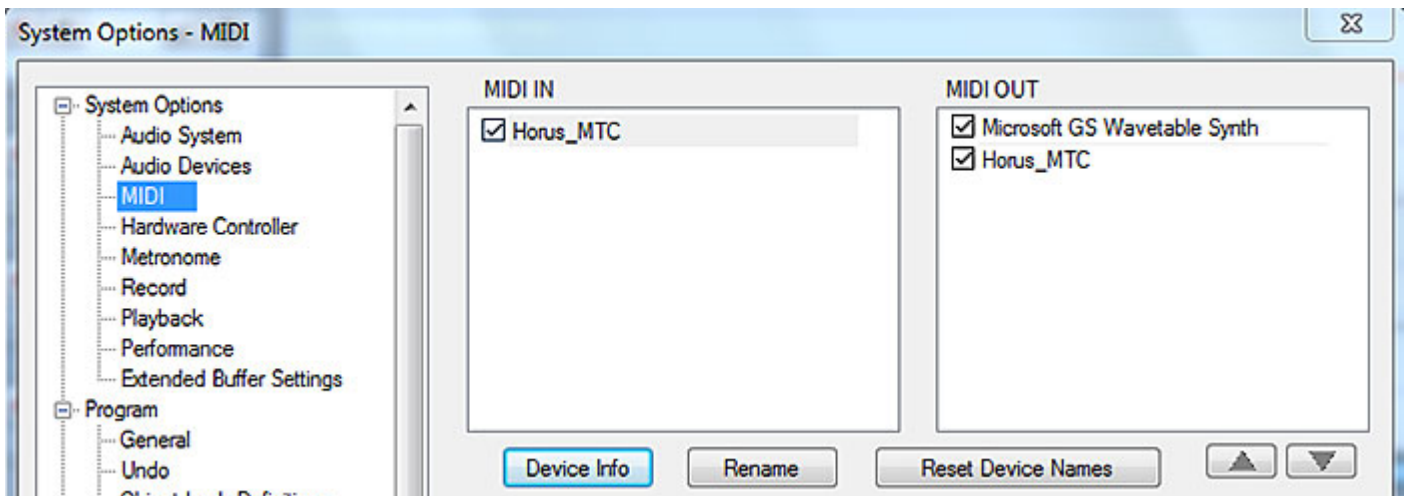 System Options - MIDI
System Options
Audio System
Audio Devices
MIDI
Hardware Controller
Metronome
Record
Playback
Performance
Extended Buffer Settings
Program
General
Undo
MIDI IN
Horus_MTC
MIDI OUT
Microsoft GS Wavetable Synth
Horus_MTC
Device Info
Rename
Reset Device Names